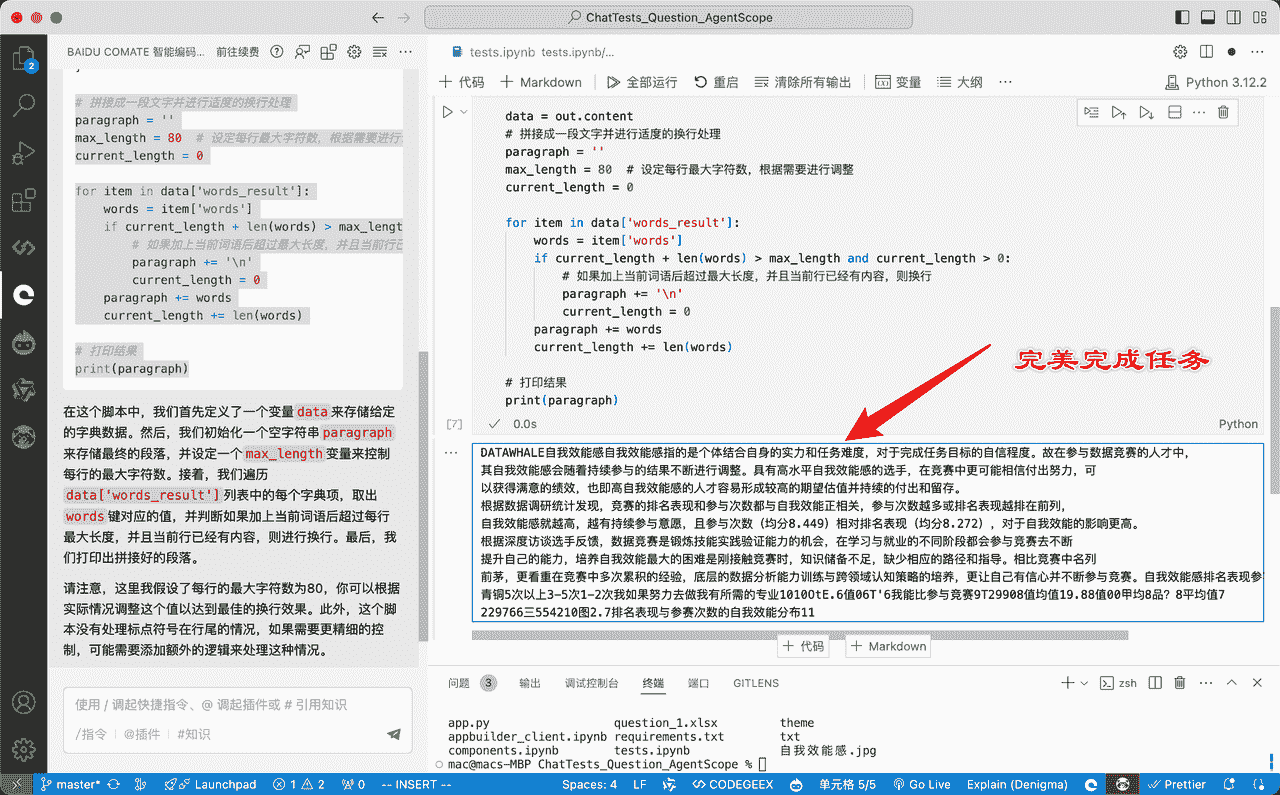 ChatTests_Question_AgentScope
2
BAIDU COMATE 智能编码...
前往续费
# 拼接成一段文字并进行适度的换行处理
paragraph = ''
max_length = 80 # 设定每行最大字符数，根据需要进行
current_length = 0
for item in data['words_result']:
words = item['words']
if current_length + len(words) > max_lengt
# 如果加上当前词语后超过最大长度，并且当前行已
paragraph += '\n'
current_length = 0
paragraph += words
current_length += len(words)
# 打印结果
print(paragraph)
在这个脚本中，我们首先定义了一个变量 data 来存储给定
的字典数据。然后，我们初始化一个空字符串 paragraph
来存储最终的段落，并设定一个 max_length 变量来控制
每行的最大字符数。接着，我们遍历
data['words_result'] 列表中的每个字典项，取出
words 键对应的值，并判断如果加上当前词语后超过每行
最大长度，并且当前行已经有内容，则进行换行。最后，我
们打印出拼接好的段落。
请注意，这里我假设了每行的最大字符数为80，你可以根据
实际情况调整这个值以达到最佳的换行效果。此外，这个脚
本没有处理标点符号在行尾的情况，如果需要更精细的控
制，可能需要添加额外的逻辑来处理这种情况。
使用 / 调起快捷指令、@ 调起插件或 # 引用知识
/指令 @插件 #知识
tests.ipynb tests.ipynb/...
代码 Markdown 全部运行 重启 清除所有输出 变量 大纲 ... Python 3.12.2
data = out.content
# 拼接成一段文字并进行适度的换行处理
paragraph = ''
max_length = 80 # 设定每行最大字符数，根据需要进行调整
current_length = 0
for item in data['words_result']:
words = item['words']
if current_length + len(words) > max_length and current_length > 0:
# 如果加上当前词语后超过最大长度，并且当前行已经有内容，则换行
paragraph += '\n'
current_length = 0
paragraph += words
current_length += len(words)
# 打印结果
print(paragraph)
完美完成任务
[7] 0.0s Python
DATAWHALE自我效能感自我效能感指的是个体结合自身的实力和任务难度，对于完成任务目标的自信程度。故在参与数据竞赛的人才中，
其自我效能感会随着持续参与的结果不断进行调整。具有高水平自我效能感的选手，在竞赛中更可能相信付出努力，可
以获得满意的绩效，也即高自我效能感的人才容易形成较高的期望估值并持续的付出和留存。
根据数据调研统计发现，竞赛的排名表现和参与次数都与自我效能正相关，参与次数越多或排名表现越排在前列，
自我效能感就越高，越有持续参与意愿，且参与次数（均分8.449）相对排名表现（均分8.272），对于自我效能的影响更高。
根据深度访谈选手反馈，数据竞赛是锻炼技能实践验证能力的机会，在学习与就业的不同阶段都会参与竞赛去不断
提升自己的能力，培养自我效能最大的困难是刚接触竞赛时，知识储备不足，缺少相应的路径和指导。相比竞赛中名列
前茅，更看重在竞赛中多次累积的经验，底层的数据分析能力训练与跨领域认知策略的培养，更让自己有信心并不断参与竞赛。自我效能感排名表现参
青铜5次以上3-5次1-2次我如果努力去做我有所需的专业1010OtE.6值06T'6我能比参与竞赛9T29908值均值19.88值00甲均8品？8平均值7
229766三554210图2.7排名表现与参赛次数的自我效能分布11
代码 Markdown
问题 3 输出 调试控制台 终端 端口 GITLENS zsh
app.py question_1.xlsx theme
appbuilder_client.ipynb requirements.txt txt
components.ipynb tests.ipynb 自我效能感.jpg
mac@macs-MBP ChatTests_Question_AgentScope %
master* Launchpad 1 2 0 -- INSERT -- Spaces: 4 LF CODEGEEX 单元格 5/5 Go Live Explain (Denigma) Prettier